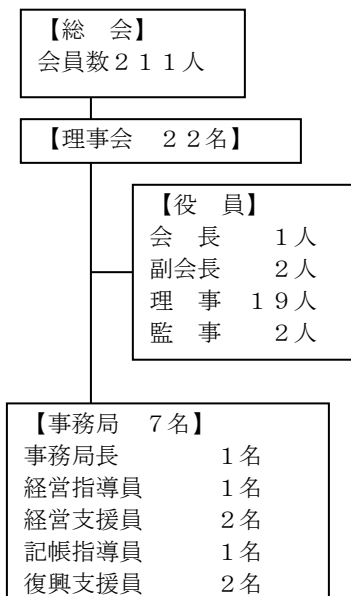 【総　会】
会員数２１１人
【理事会　２２名】
【役　員】
会　長　　１人
副会長　　２人
理　事　１９人
監　事　　２人
【事務局　７名】
事務局長　　　１名
経営指導員　　１名
経営支援員　　２名
記帳指導員　　１名
復興支援員　　２名